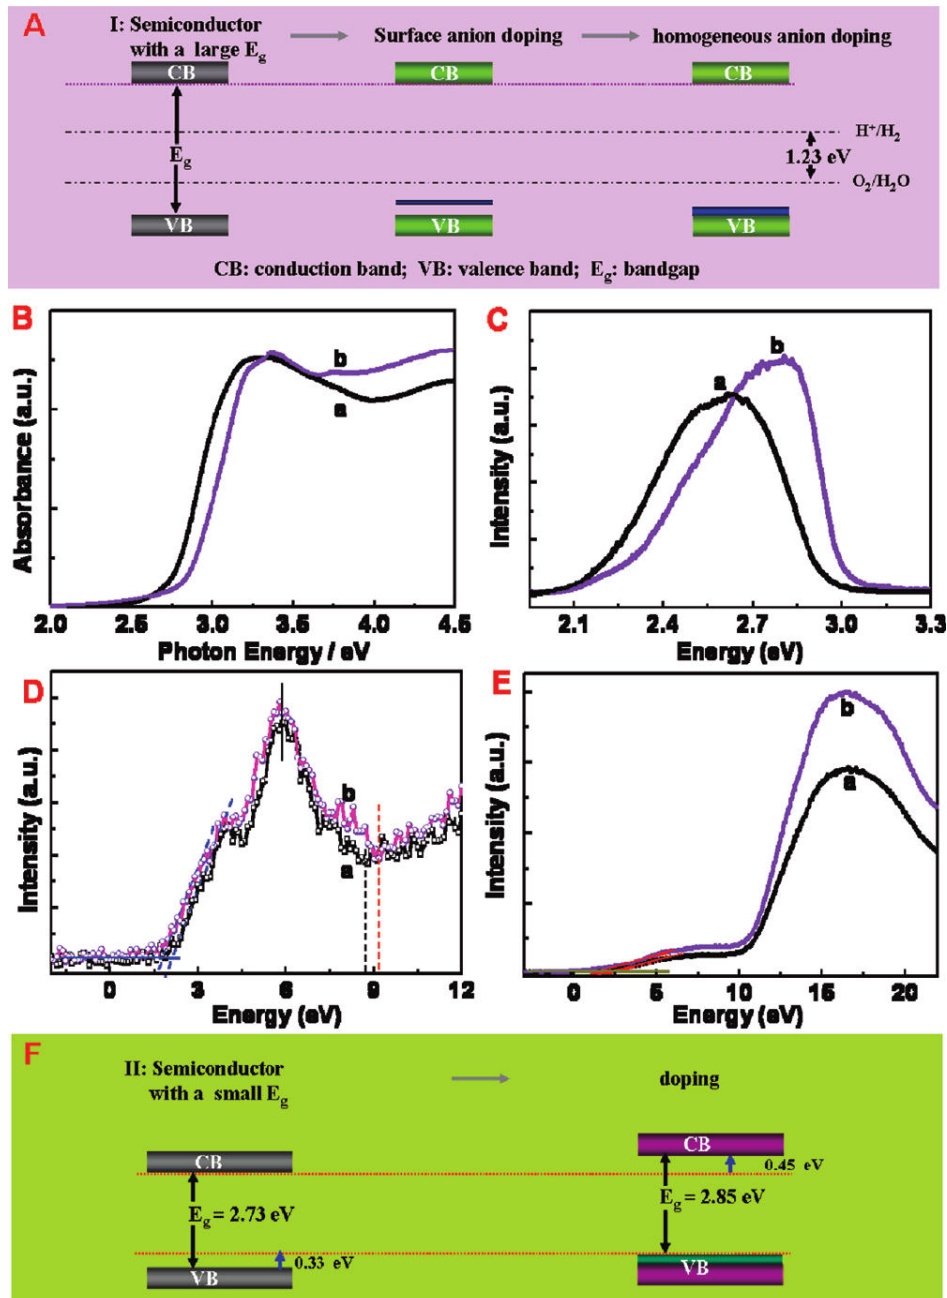 A
I: Semiconductor
with a large Eg
Surface anion doping
homogeneous anion doping
CB
CB
CB
H⁺/H₂
Eg
1.23 eV
O₂/H₂O
VB
VB
VB
CB: conduction band; VB: valence band; Eg: bandgap
B
b
a
Absorbance (a.u.)
2.0 2.5 3.0 3.5 4.0 4.5
Photon Energy / eV
C
b
a
Intensity (a.u.)
2.1 2.4 2.7 3.0 3.3
Energy (eV)
D
b
a
Intensity (a.u.)
0 3 6 9 12
Energy (eV)
E
b
a
Intensity (a.u.)
0 5 10 15 20
Energy (eV)
F
II: Semiconductor
with a small Eg
doping
CB
CB
0.45 eV
Eg = 2.73 eV
Eg = 2.85 eV
0.33 eV
VB
VB